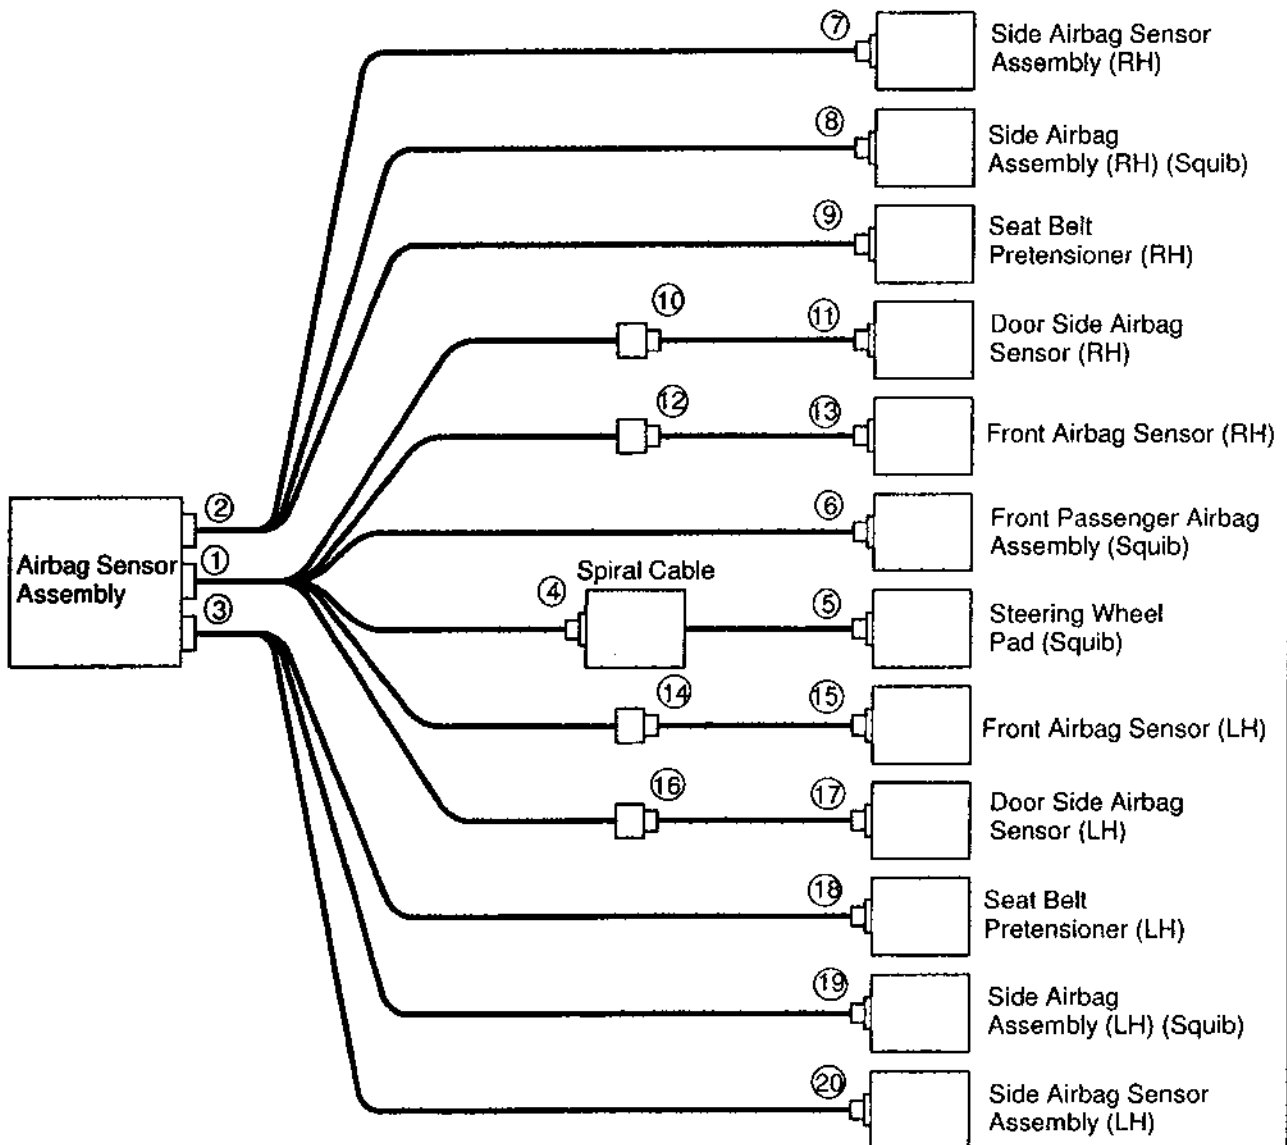 ⑦
Side Airbag Sensor
Assembly (RH)
⑧
Side Airbag
Assembly (RH) (Squib)
⑨
Seat Belt
Pretensioner (RH)
⑩
⑪
Door Side Airbag
Sensor (RH)
⑫
⑬
Front Airbag Sensor (RH)
②
①
③
Airbag Sensor
Assembly
⑥
Front Passenger Airbag
Assembly (Squib)
④
Spiral Cable
⑤
Steering Wheel
Pad (Squib)
⑭
⑮
Front Airbag Sensor (LH)
⑯
⑰
Door Side Airbag
Sensor (LH)
⑱
Seat Belt
Pretensioner (LH)
⑲
Side Airbag
Assembly (LH) (Squib)
⑳
Side Airbag Sensor
Assembly (LH)